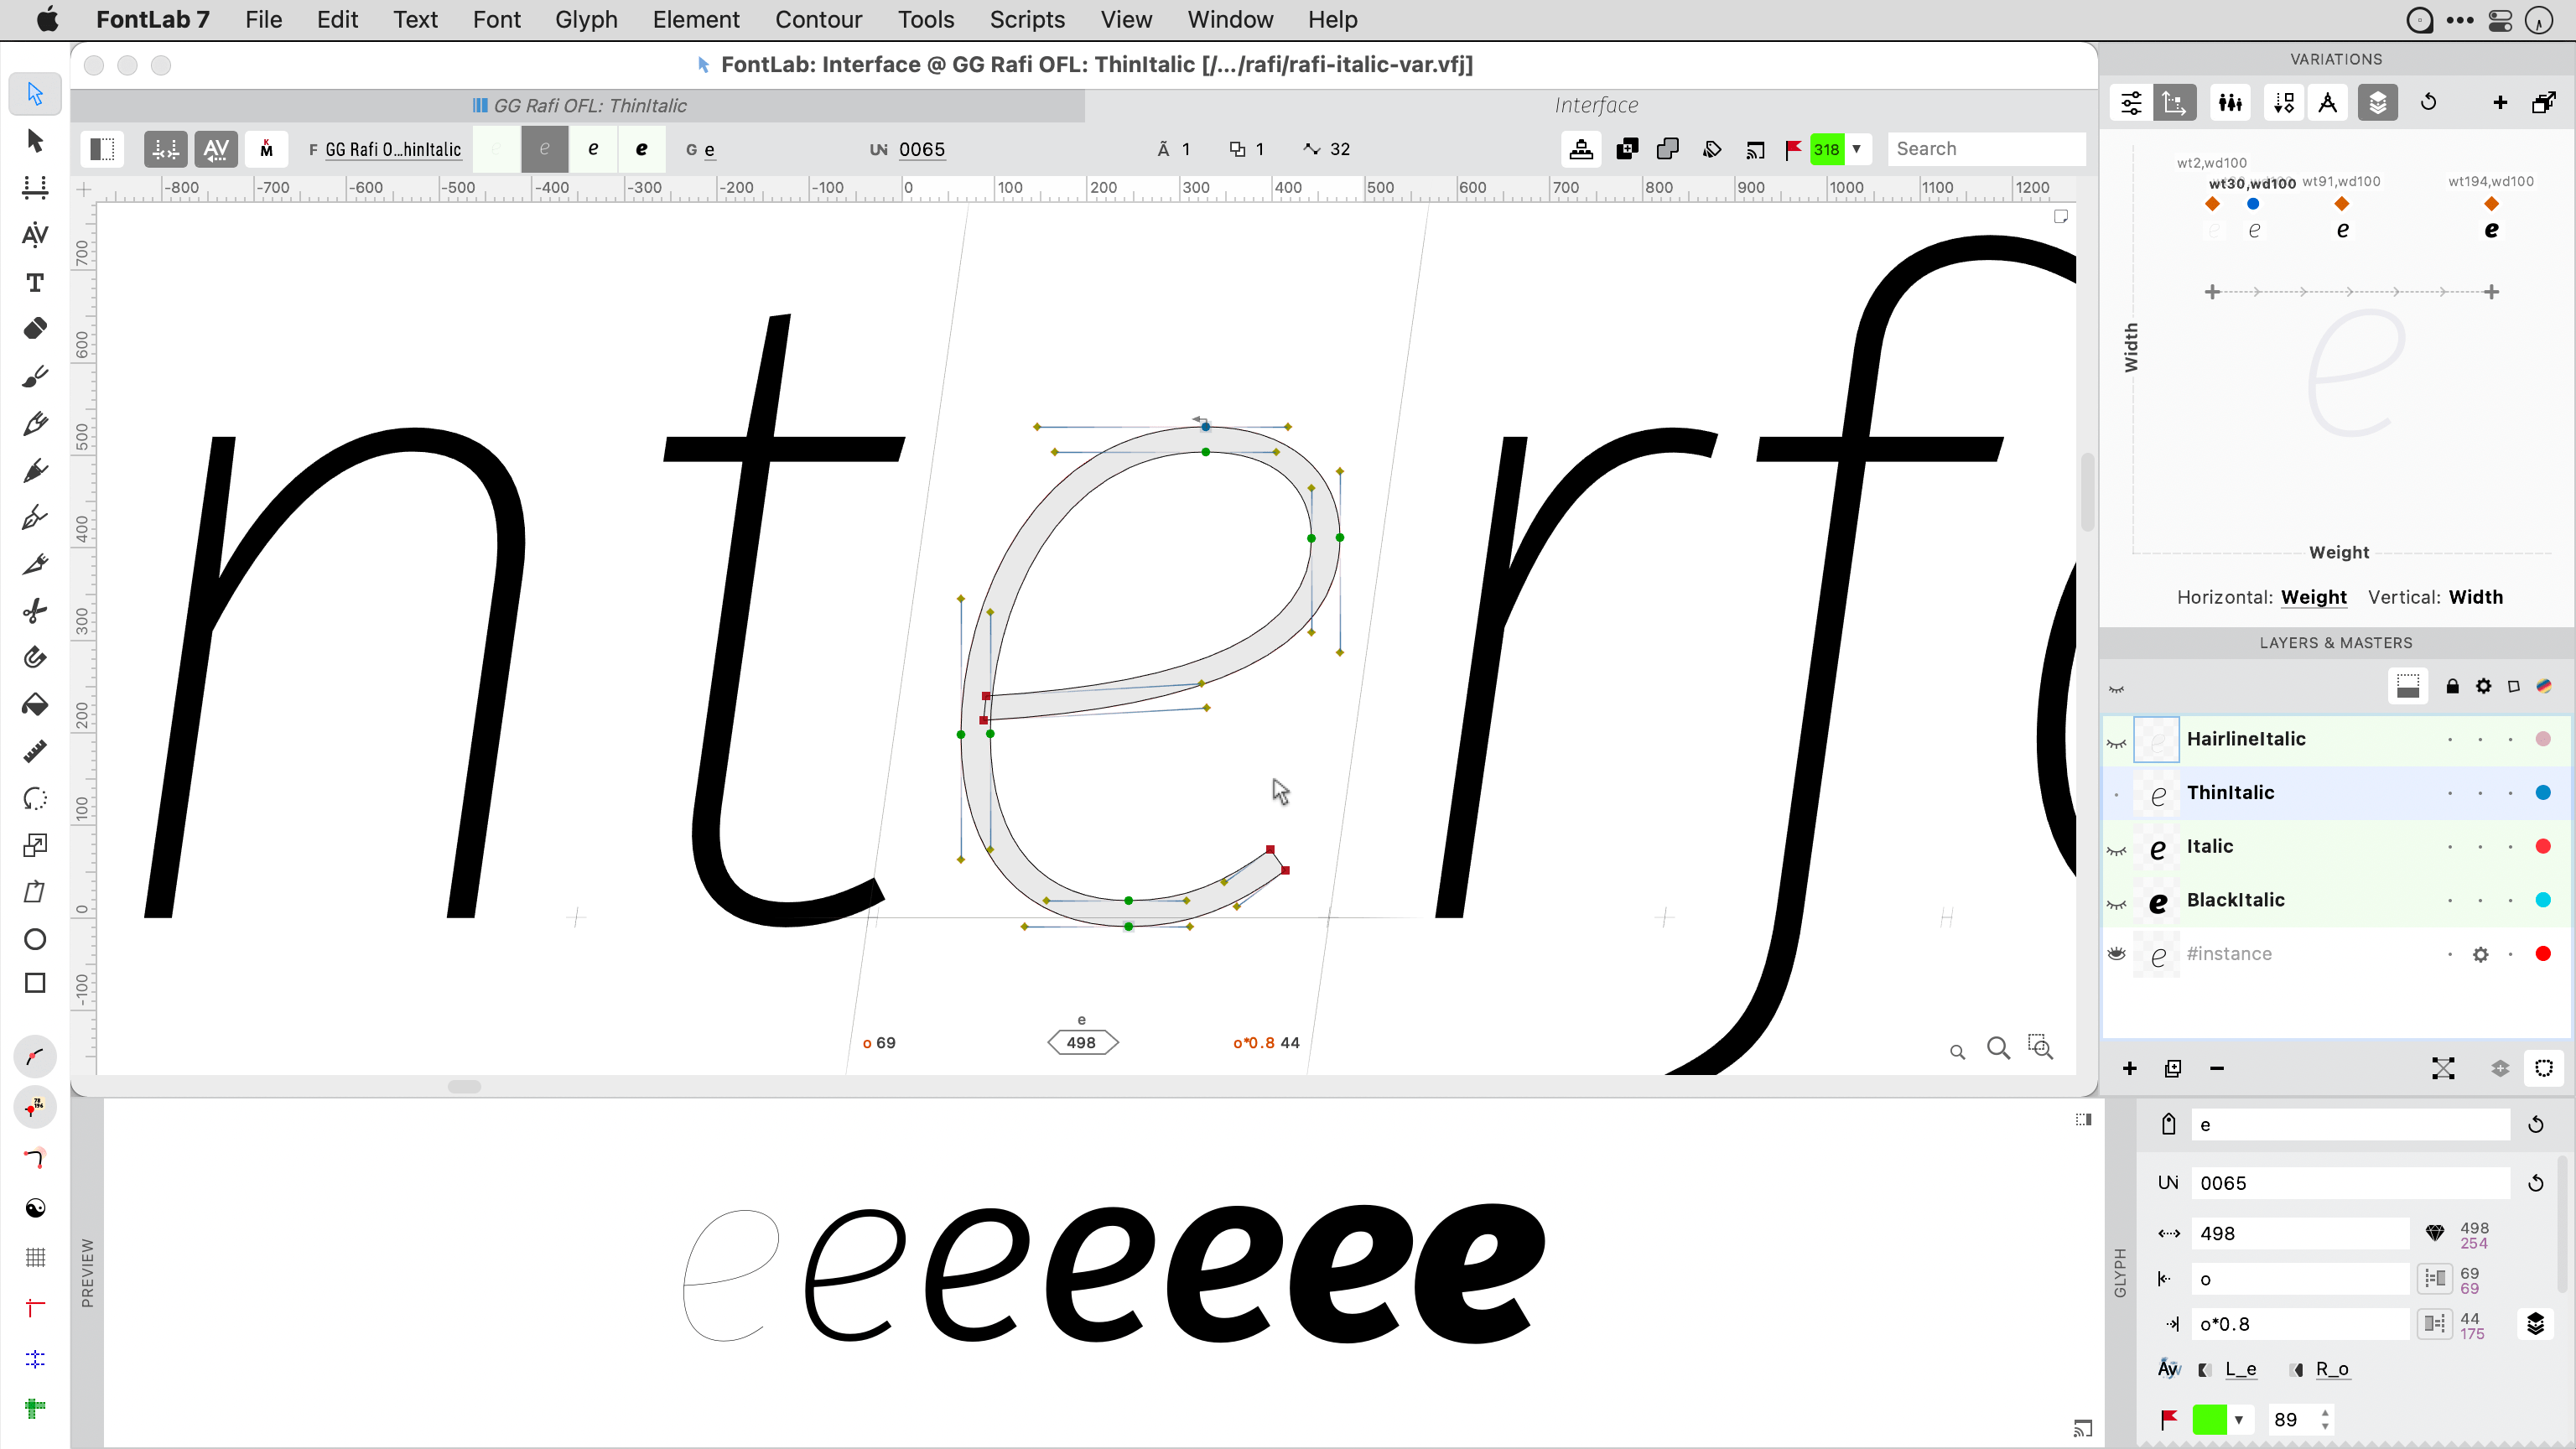 FontLab 7 File Edit Text Font Glyph Element Contour Tools Scripts View Window Help
FontLab: Interface @ GG Rafi OFL: ThinItalic [/.../rafi/rafi-italic-var.vfj]
GG Rafi OFL: ThinItalic
Interface
F GG Rafi O...hinItalic e e e e G e UNI 0065 Ã 1 1 32 318 Search
-800 -700 -600 -500 -400 -300 -200 -100 0 100 200 300 400 500 600 700 800 900 1000 1100 1200
700
600
500
400
300
200
100
0
-100
nterf
e
o 69 498 o*0.8 44
VARIATIONS
wt2,wd100
wt30,wd100 wt91,wd100 wt194,wd100
e e e e
e
Width
Weight
Horizontal: Weight Vertical: Width
LAYERS & MASTERS
HairlineItalic
e ThinItalic
e Italic
e BlackItalic
e #instance
PREVIEW
eeeeeee
GLYPH
e
UNI 0065
498 498
254
o 69
69
o*0.8 44
175
L_e R_o
89